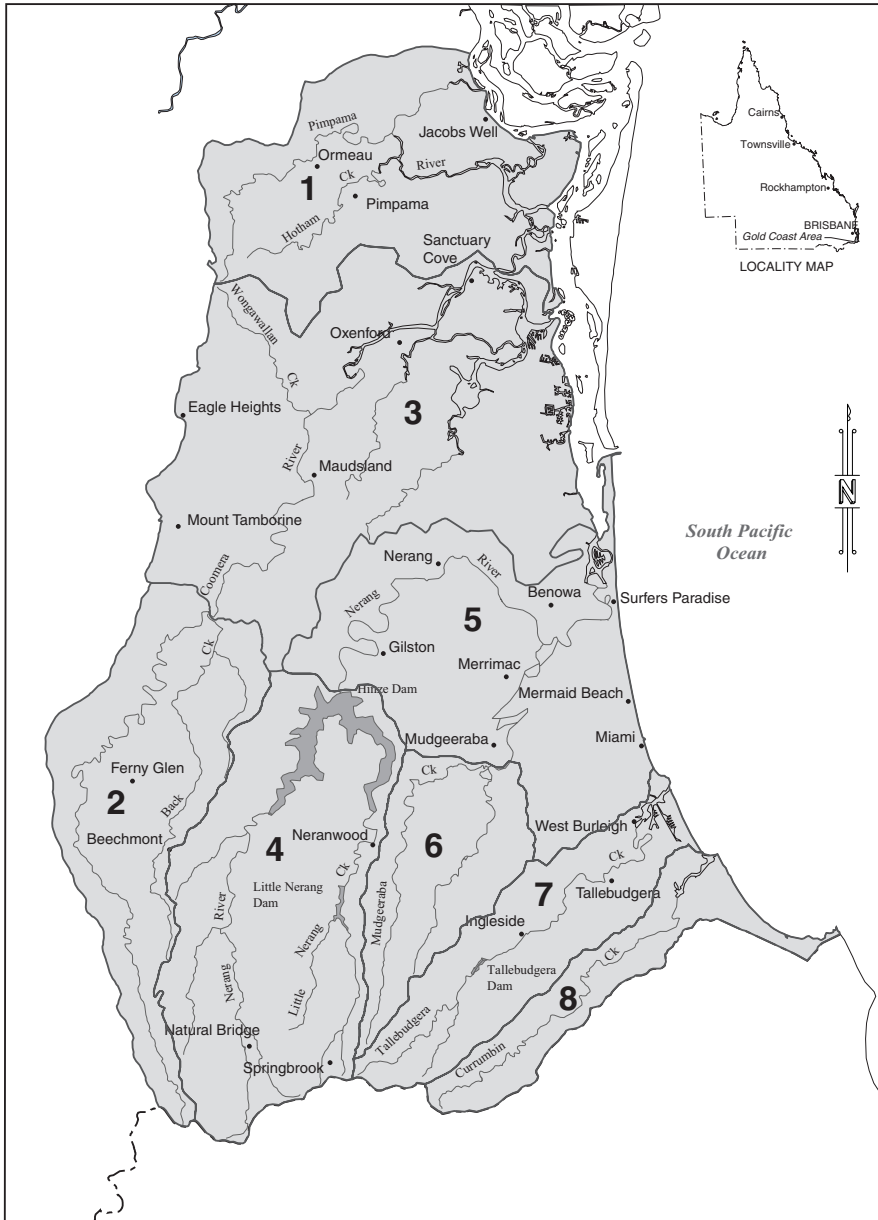 Pimpama
Jacobs Well
Ormeau
River
Ck
1
Pimpama
Hotham
Sanctuary
Cove
Wongawallan
Oxenford
Ck
Eagle Heights
3
River
Maudsland
Mount Tamborine
Coomera
Nerang
River
Benowa
Nerang
Surfers Paradise
5
Ck
Gilston
Merrimac
Hinze Dam
Mermaid Beach
Mudgeeraba
Miami
Ferny Glen
Ck
2
Back
Beechmont
West Burleigh
Neranwood
4
6
Ck
Ck
Little Nerang
Dam
7
Tallebudgera
River
Mudgeeraba
Ingleside
Nerang
Ck
Tallebudgera
Dam
Nerang
8
Little
Natural Bridge
Tallebudgera
Springbrook
Currumbin
Cairns
Townsville
Rockhampton
BRISBANE
Gold Coast Area
LOCALITY MAP
N
South Pacific
Ocean